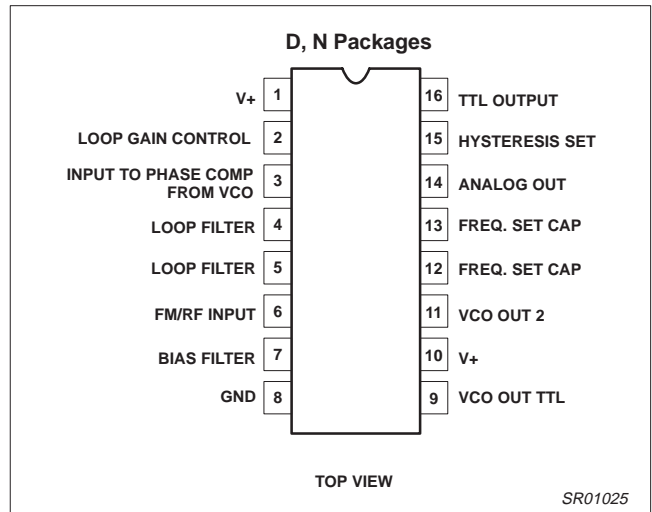 D, N Packages
V+ 1
LOOP GAIN CONTROL 2
INPUT TO PHASE COMP
FROM VCO 3
LOOP FILTER 4
LOOP FILTER 5
FM/RF INPUT 6
BIAS FILTER 7
GND 8
16 TTL OUTPUT
15 HYSTERESIS SET
14 ANALOG OUT
13 FREQ. SET CAP
12 FREQ. SET CAP
11 VCO OUT 2
10 V+
9 VCO OUT TTL
TOP VIEW
SR01025